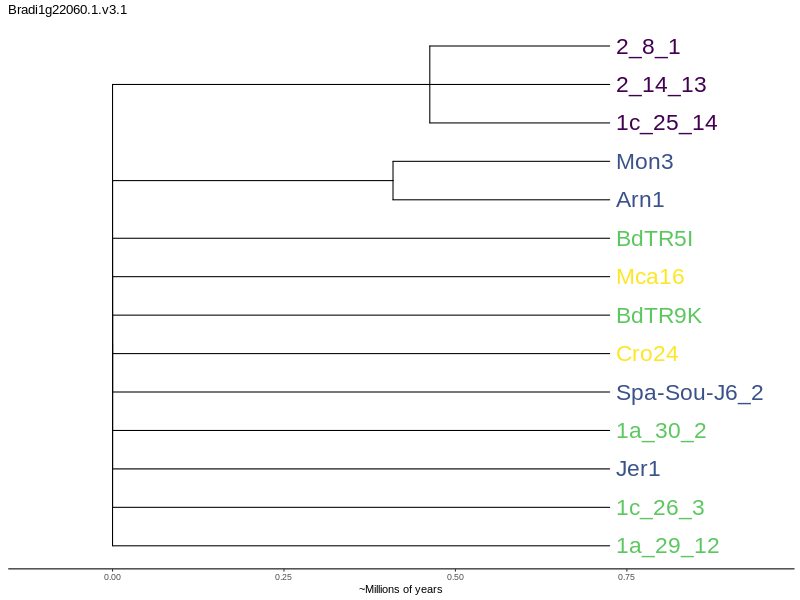 Bradi1g22060.1.v3.1
2_8_1
2_14_13
1c_25_14
Mon3
Arn1
BdTR5I
Mca16
BdTR9K
Cro24
Spa-Sou-J6_2
1a_30_2
Jer1
1c_26_3
1a_29_12
0.00 0.25 0.50 0.75
~Millions of years